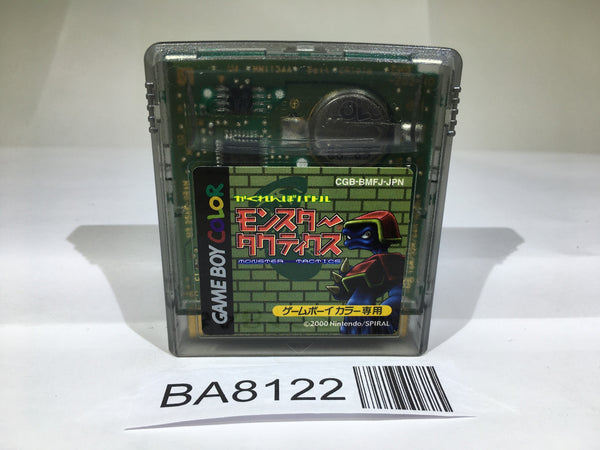 CGB-BMFJ-JPN
GAME BOY COLOR
かくれんぼバトル
モンスター
タクティクス
MONSTER TACTICS
ゲームボーイカラー専用
©2000 Nintendo/SPIRAL
BA8122